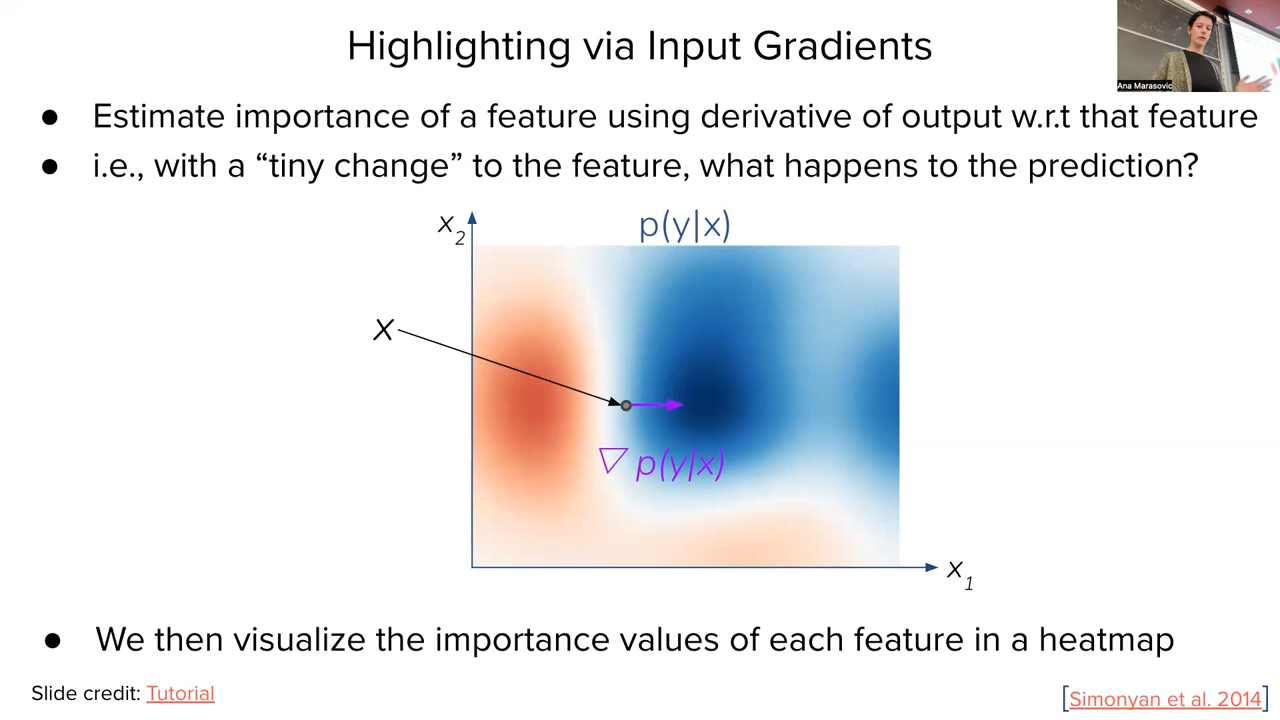 Highlighting via Input Gradients
Ana Marasovic
● Estimate importance of a feature using derivative of output w.r.t that feature
● i.e., with a “tiny change” to the feature, what happens to the prediction?
x2
p(y|x)
X
∇ p(y|x)
x1
● We then visualize the importance values of each feature in a heatmap
Slide credit: Tutorial
[Simonyan et al. 2014]